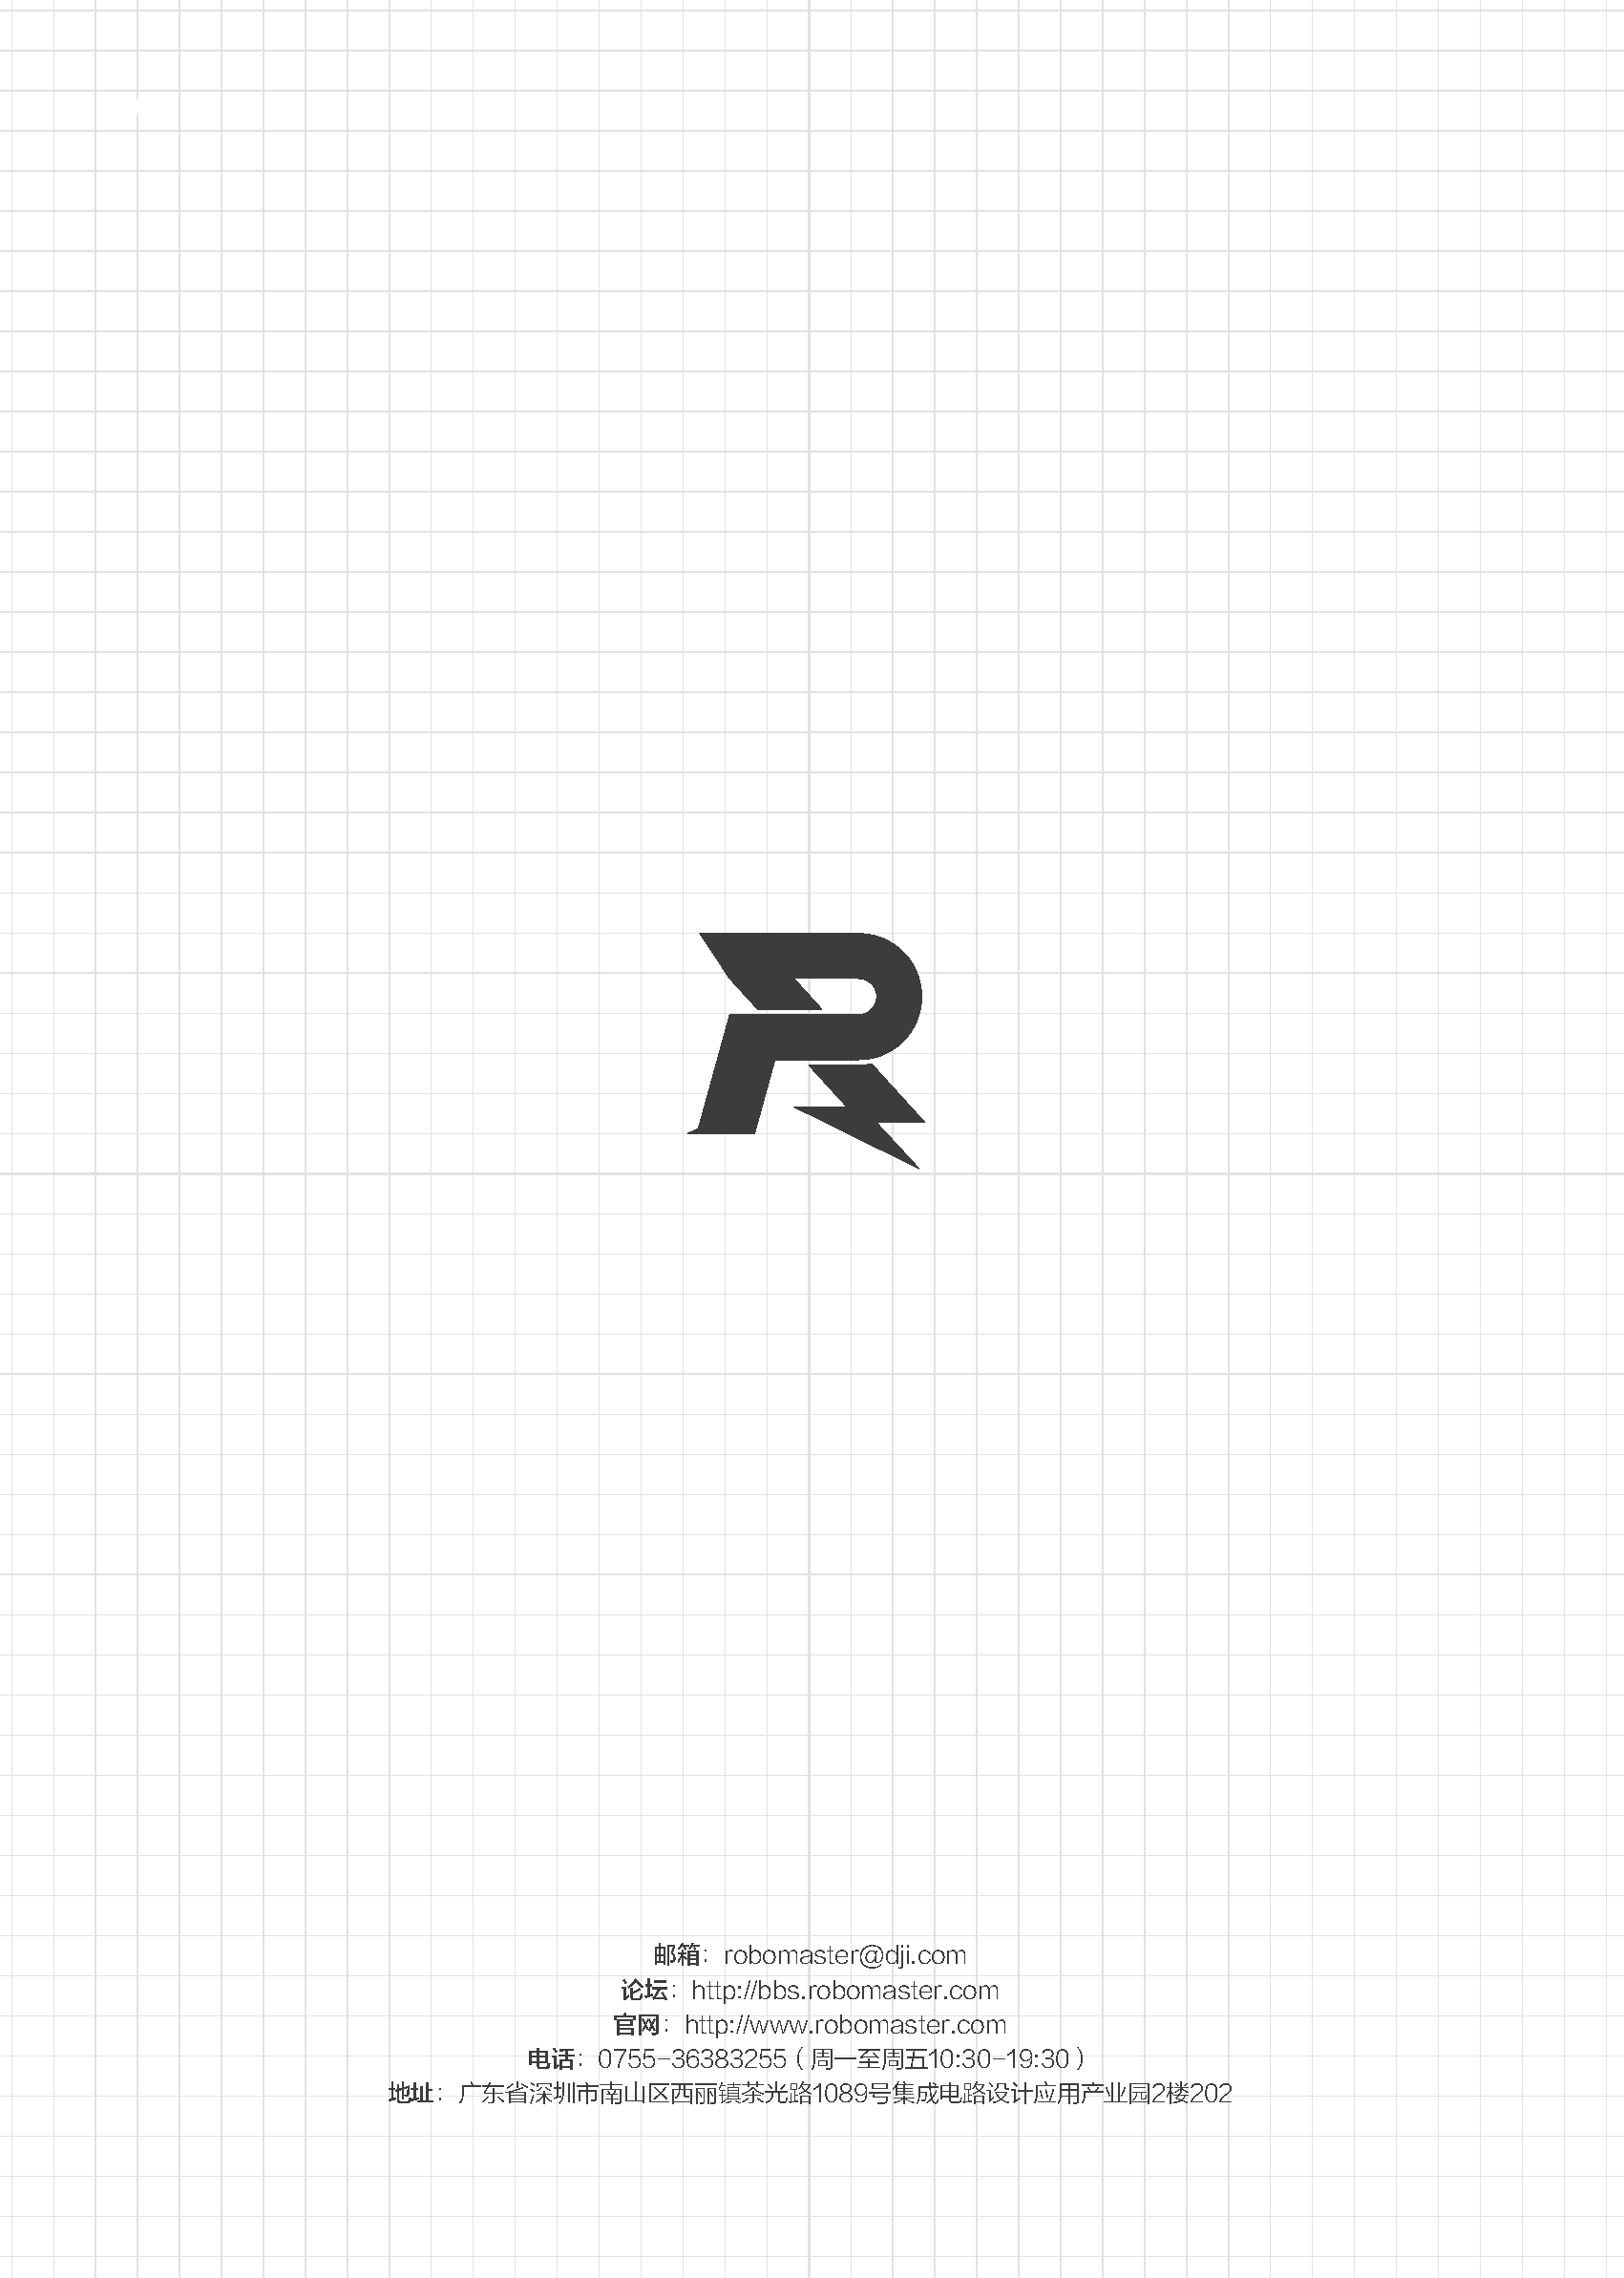 邮箱：robomaster@dji.com
论坛：http://bbs.robomaster.com
官网：http://www.robomaster.com
电话：0755-36383255（周一至周五10:30-19:30）
地址：广东省深圳市南山区西丽镇茶光路1089号集成电路设计应用产业园2楼202